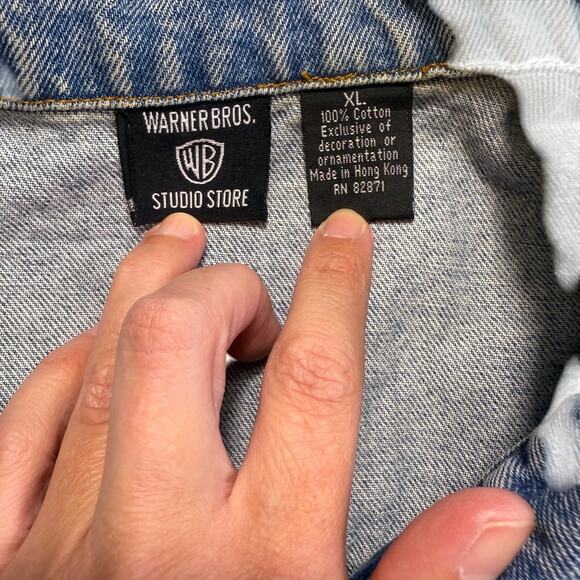 WARNER BROS.
WB
STUDIO STORE
XL
100% Cotton
Exclusive of
decoration or
ornamentation
Made in Hong Kong
RN 82871